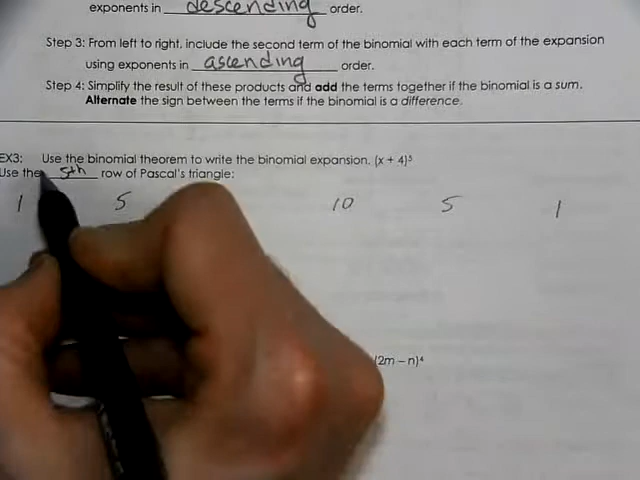 exponents in descending order.
Step 3: From left to right, include the second term of the binomial with each term of the expansion
using exponents in ascending order.
Step 4: Simplify the result of these products and add the terms together if the binomial is a sum.
Alternate the sign between the terms if the binomial is a difference.
EX3: Use the binomial theorem to write the binomial expansion. (x + 4)⁵
Use the 5th row of Pascal's triangle:
1 5 10 5 1
(2m – n)⁴